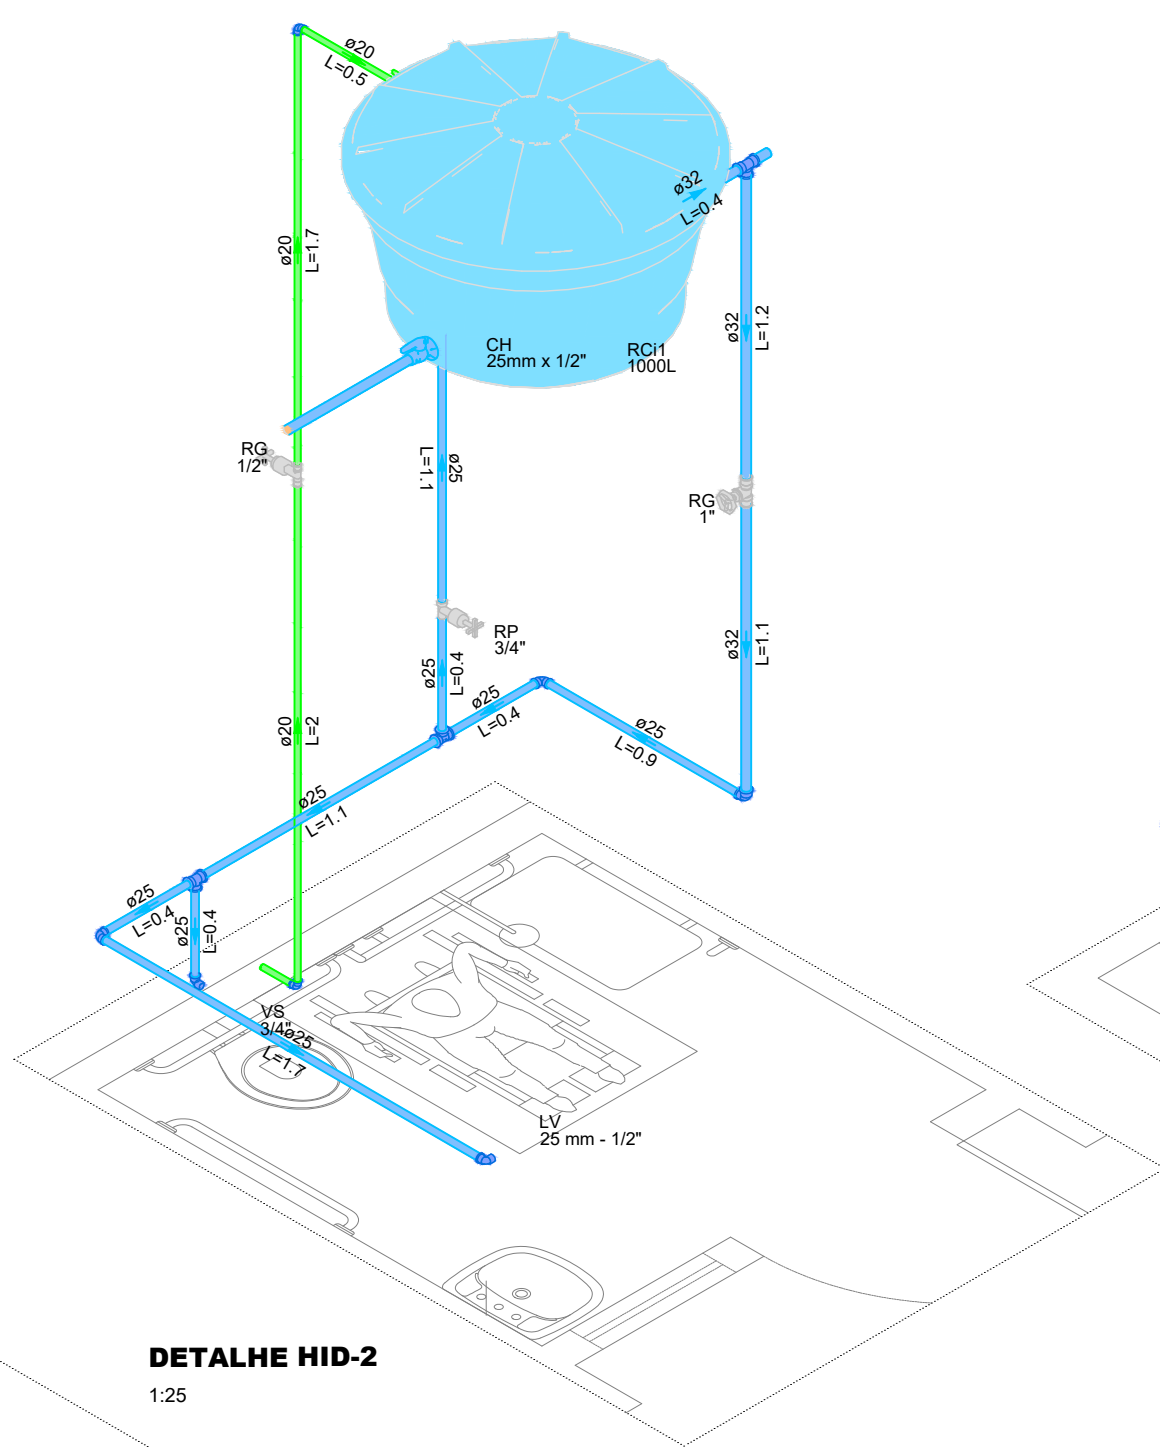 ø20
L=0.5
ø32
L=0.4
ø20
L=1.7
ø32
L=1.2
CH
25mm x 1/2"
RCi1
1000L
RG
1/2"
L=1.1
ø25
RG
1"
RP
3/4"
ø25
L=0.4
ø32
L=1.1
ø25
L=0.4
ø25
L=0.9
ø20
L=2
ø25
L=1.1
ø25
L=0.4
ø25
L=0.4
VS
3/4"
ø25
L=1.7
LV
25 mm - 1/2"
DETALHE HID-2
1:25